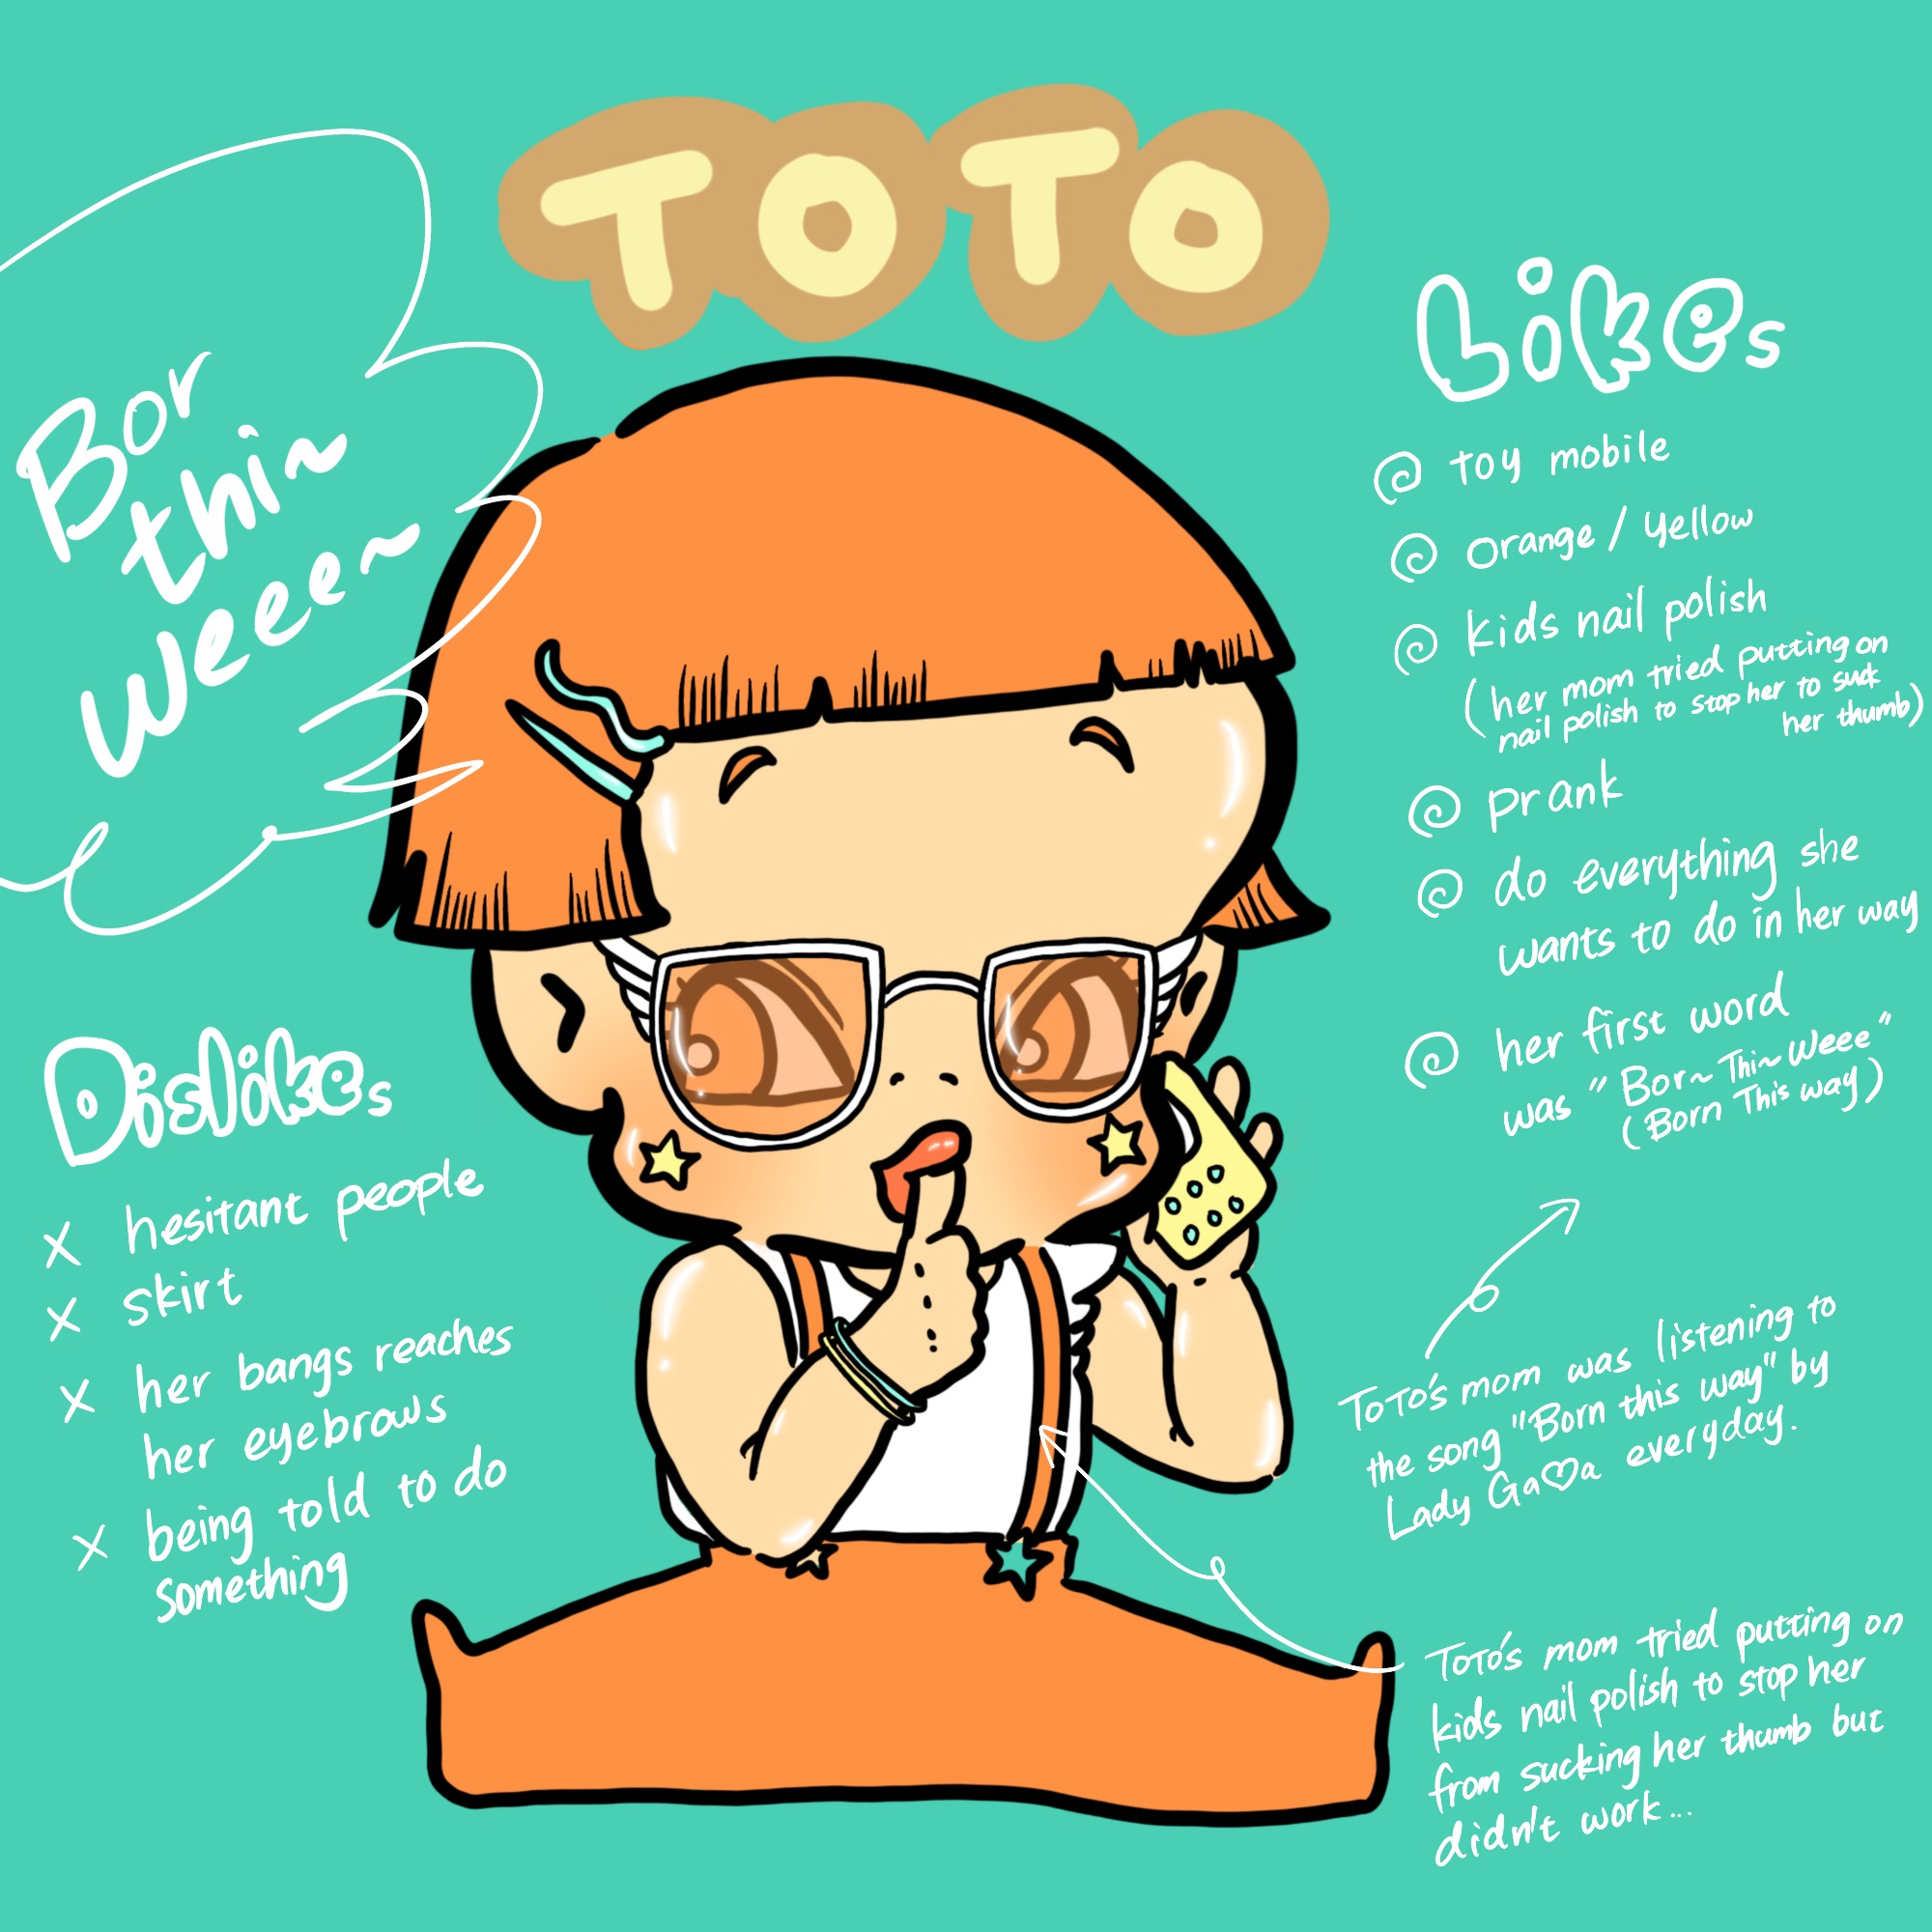 TOTO
Bor
thi~
weee~
Likes
toy mobile
orange / yellow
kids nail polish
(her mom tried putting on
nail polish to stop her to suck
her thumb)
prank
do everything she
wants to do in her way
her first word
was "Bor~ Thi~ Weee"
(Born This way)
ToTo's mom was listening to
the song "Born this way" by
Lady Ga♡a everyday.
ToTo's mom tried putting on
kids nail polish to stop her
from sucking her thumb but
didn't work...
Dislikes
x hesitant people
x skirt
x her bangs reaches
her eyebrows
x being told to do
something